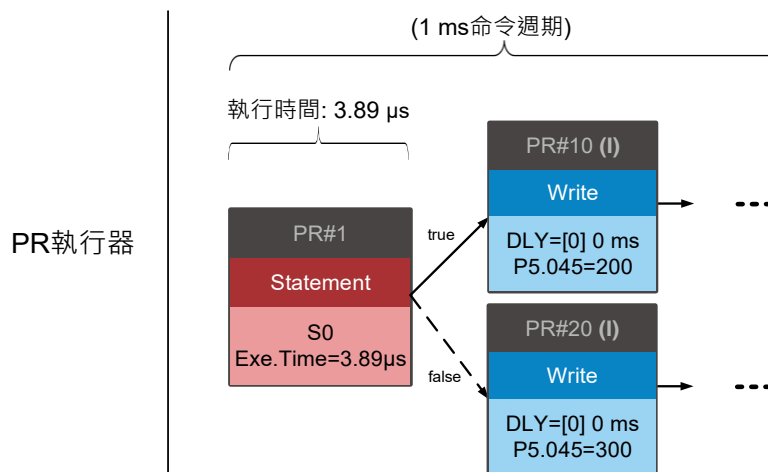 (1 ms命令週期)
執行時間: 3.89 µs
PR執行器
PR#1
Statement
S0
Exe.Time=3.89µs
true
false
PR#10 (I)
Write
DLY=[0] 0 ms
P5.045=200
PR#20 (I)
Write
DLY=[0] 0 ms
P5.045=300